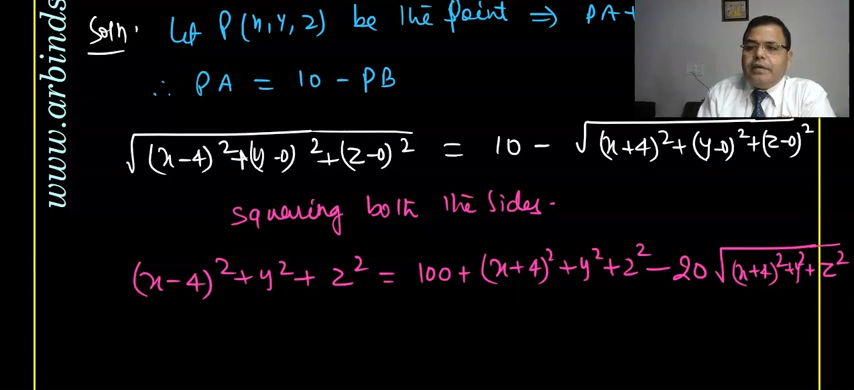 www.arbinds
Soln. Let P(x,y,z) be the point ⇒ PA+
∴ PA = 10 - PB
√(x-4)²+(y-0)²+(z-0)² = 10 - √(x+4)²+(y-0)²+(z-0)²
Squaring both the sides.
(x-4)²+y²+z² = 100+(x+4)²+y²+z²-20√(x+4)²+y²+z²